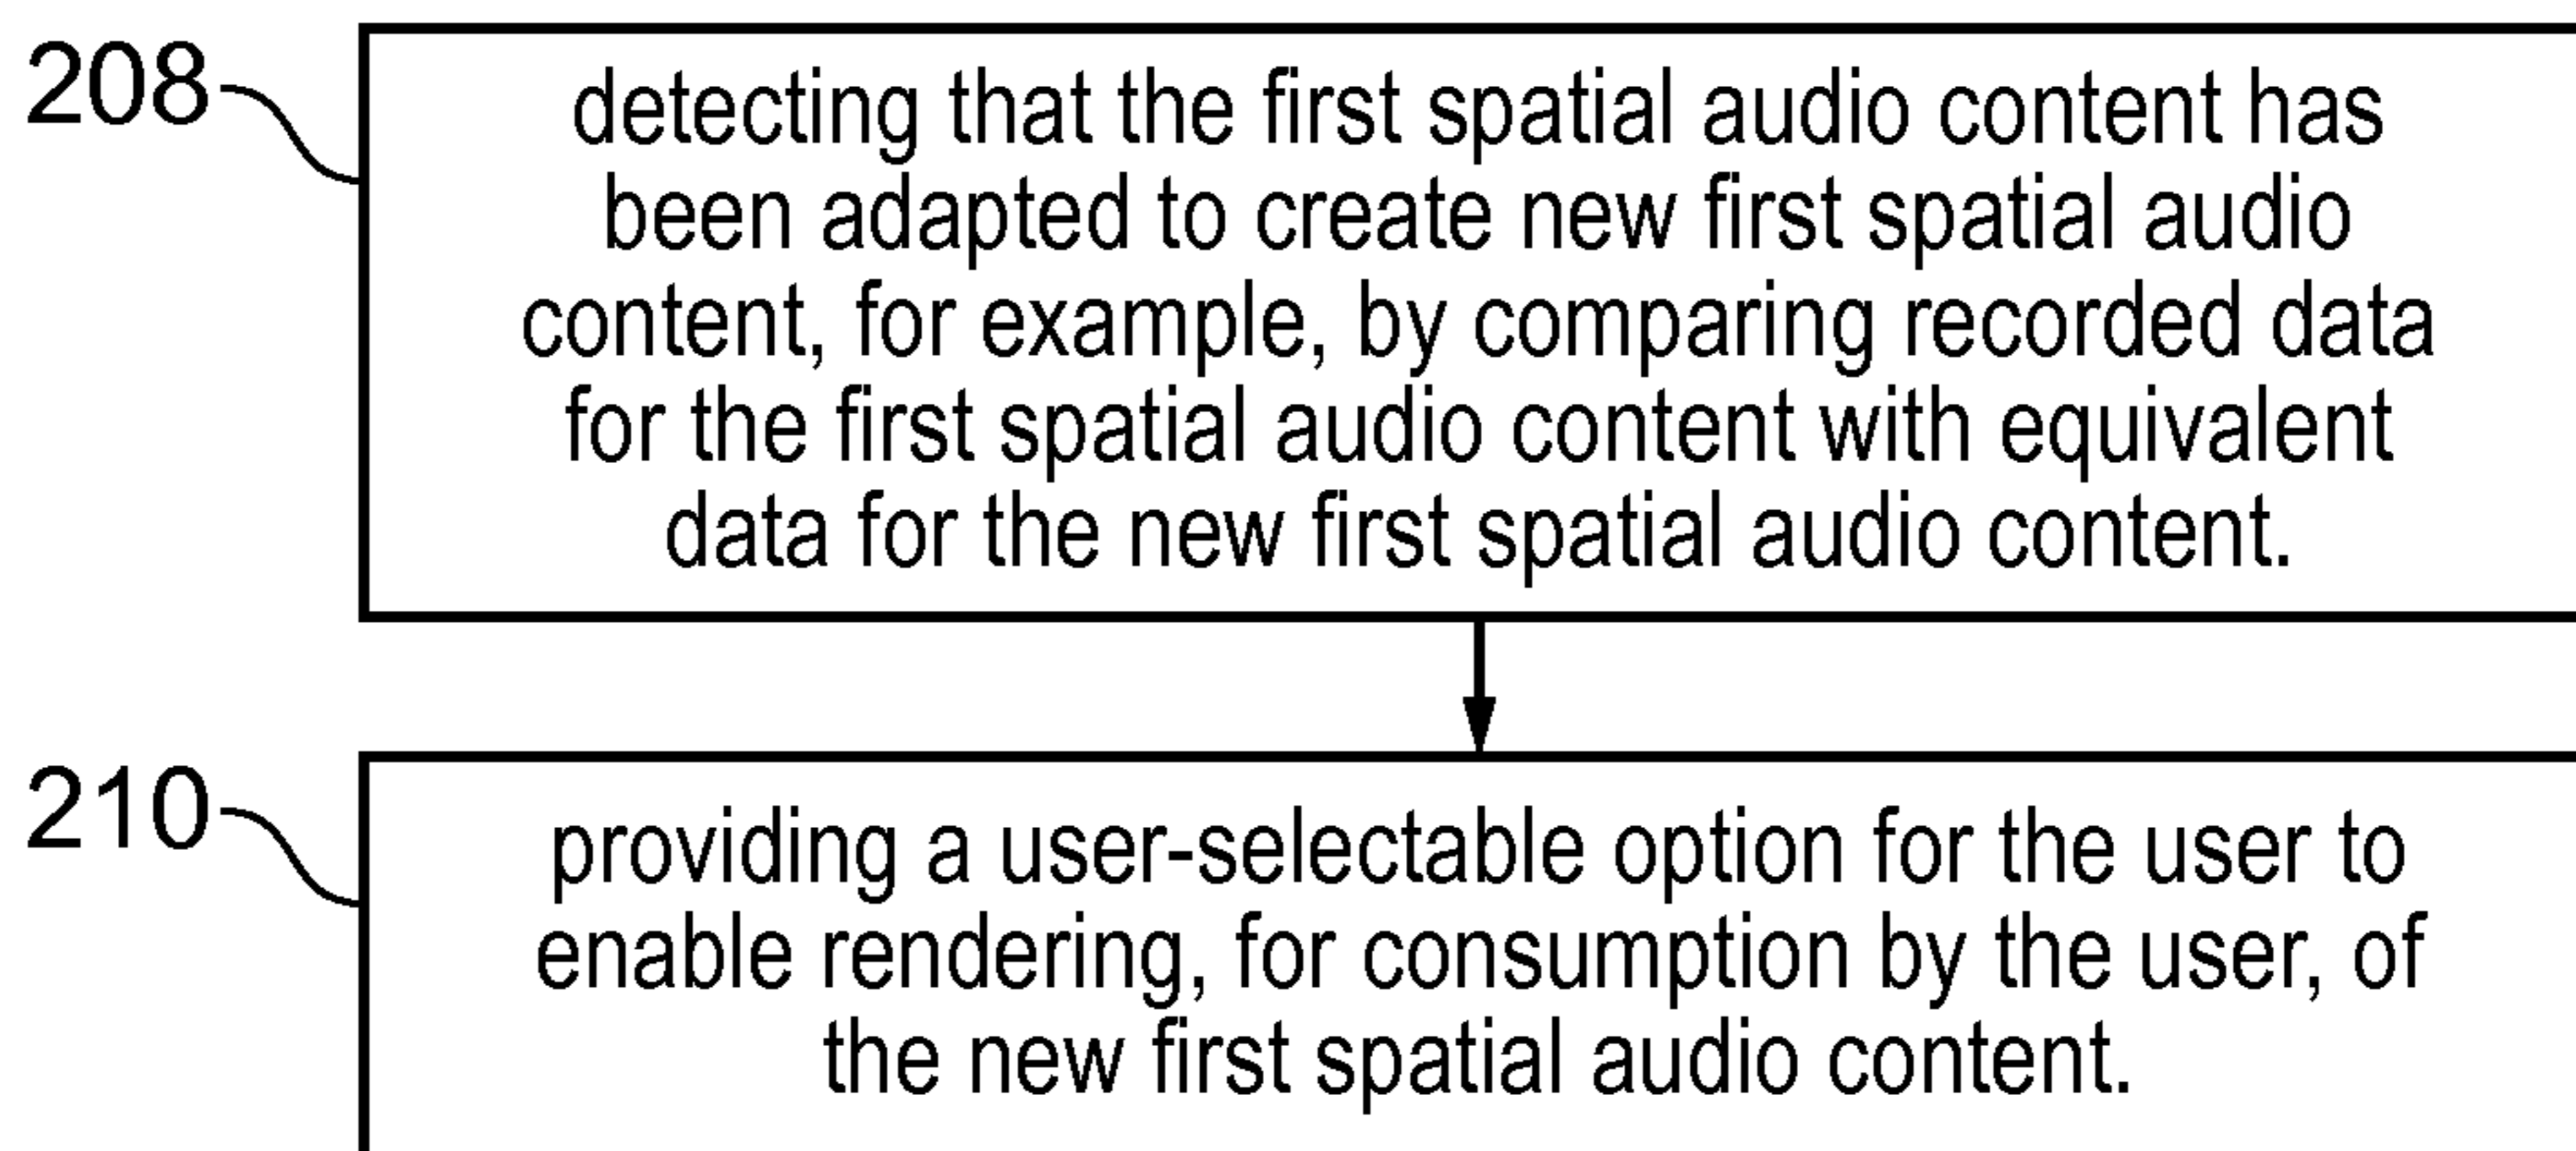 208
detecting that the first spatial audio content has
been adapted to create new first spatial audio
content, for example, by comparing recorded data
for the first spatial audio content with equivalent
data for the new first spatial audio content.
210
providing a user-selectable option for the user to
enable rendering, for consumption by the user, of
the new first spatial audio content.